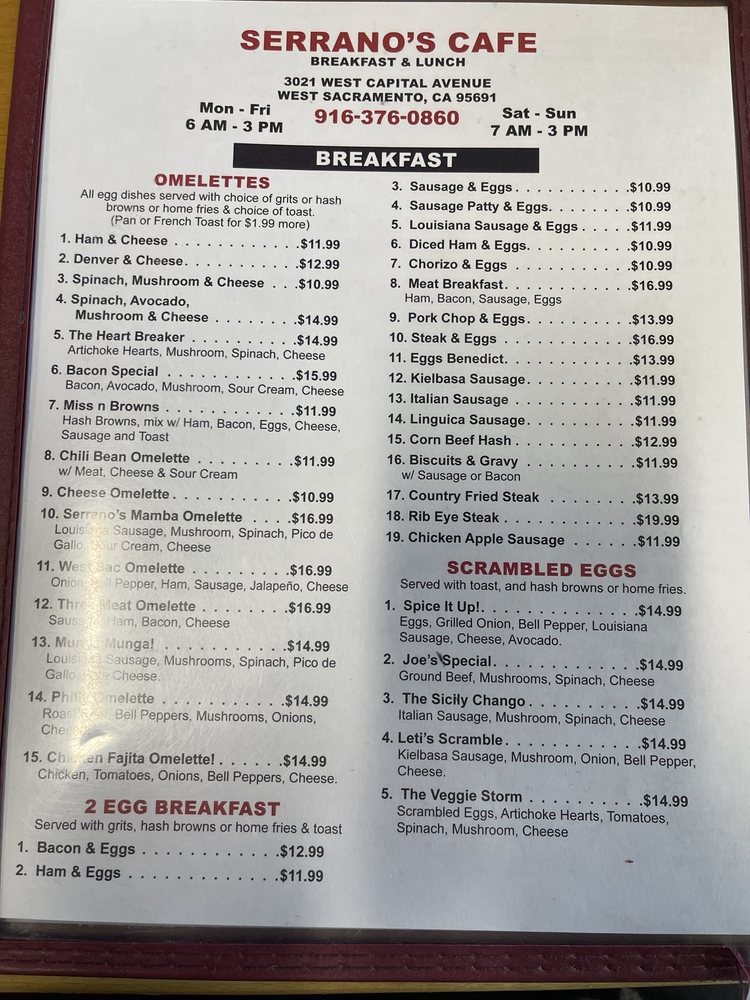 SERRANO'S CAFE
BREAKFAST & LUNCH
3021 WEST CAPITAL AVENUE
WEST SACRAMENTO, CA 95691
Mon - Fri
6 AM - 3 PM
916-376-0860
Sat - Sun
7 AM - 3 PM
BREAKFAST
OMELETTES
All egg dishes served with choice of grits or hash
browns or home fries & choice of toast.
(Pan or French Toast for $1.99 more)
1. Ham & Cheese . . . . . . . . . . . .$11.99
2. Denver & Cheese. . . . . . . . . . .$12.99
3. Spinach, Mushroom & Cheese . . .$10.99
4. Spinach, Avocado,
Mushroom & Cheese . . . . . . . .$14.99
5. The Heart Breaker . . . . . . . . . .$14.99
Artichoke Hearts, Mushroom, Spinach, Cheese
6. Bacon Special . . . . . . . . . . . .$15.99
Bacon, Avocado, Mushroom, Sour Cream, Cheese
7. Miss n Browns . . . . . . . . . . . .$11.99
Hash Browns, mix w/ Ham, Bacon, Eggs, Cheese,
Sausage and Toast
8. Chili Bean Omelette . . . . . . . . .$11.99
w/ Meat, Cheese & Sour Cream
9. Cheese Omelette. . . . . . . . . . .$10.99
10. Serrano's Mamba Omelette . . . .$16.99
Louisiana Sausage, Mushroom, Spinach, Pico de
Gallo, Sour Cream, Cheese
11. West Sac Omelette . . . . . . . . .$16.99
Onion, Bell Pepper, Ham, Sausage, Jalapeño, Cheese
12. Three Meat Omelette . . . . . . . .$16.99
Sausage, Ham, Bacon, Cheese
13. Munga! . . . . . . . . . . . .$14.99
Louisiana Sausage, Mushrooms, Spinach, Pico de
Gallo, Cheese.
14. Omelette . . . . . . . . . . . .$14.99
Roast Bell Peppers, Mushrooms, Onions,
Cheese
15. Chicken Fajita Omelette! . . . . . .$14.99
Chicken, Tomatoes, Onions, Bell Peppers, Cheese.
2 EGG BREAKFAST
Served with grits, hash browns or home fries & toast
1. Bacon & Eggs . . . . . . . . . . . .$12.99
2. Ham & Eggs . . . . . . . . . . . . .$11.99
3. Sausage & Eggs. . . . . . . . . . .$10.99
4. Sausage Patty & Eggs. . . . . . . .$10.99
5. Louisiana Sausage & Eggs . . . . .$11.99
6. Diced Ham & Eggs. . . . . . . . . .$10.99
7. Chorizo & Eggs . . . . . . . . . . .$10.99
8. Meat Breakfast. . . . . . . . . . . .$16.99
Ham, Bacon, Sausage, Eggs
9. Pork Chop & Eggs. . . . . . . . . .$13.99
10. Steak & Eggs . . . . . . . . . . . .$16.99
11. Eggs Benedict. . . . . . . . . . . .$13.99
12. Kielbasa Sausage. . . . . . . . . .$11.99
13. Italian Sausage . . . . . . . . . . .$11.99
14. Linguica Sausage. . . . . . . . . .$11.99
15. Corn Beef Hash . . . . . . . . . . .$12.99
16. Biscuits & Gravy . . . . . . . . . .$11.99
w/ Sausage or Bacon
17. Country Fried Steak . . . . . . . .$13.99
18. Rib Eye Steak . . . . . . . . . . . .$19.99
19. Chicken Apple Sausage . . . . . .$11.99
SCRAMBLED EGGS
Served with toast, and hash browns or home fries.
1. Spice It Up!. . . . . . . . . . . . . .$14.99
Eggs, Grilled Onion, Bell Pepper, Louisiana
Sausage, Cheese, Avocado.
2. Joe's Special. . . . . . . . . . . . .$14.99
Ground Beef, Mushrooms, Spinach, Cheese
3. The Sicily Chango. . . . . . . . . .$14.99
Italian Sausage, Mushroom, Spinach, Cheese
4. Leti's Scramble. . . . . . . . . . . .$14.99
Kielbasa Sausage, Mushroom, Onion, Bell Pepper,
Cheese.
5. The Veggie Storm . . . . . . . . . .$14.99
Scrambled Eggs, Artichoke Hearts, Tomatoes,
Spinach, Mushroom, Cheese